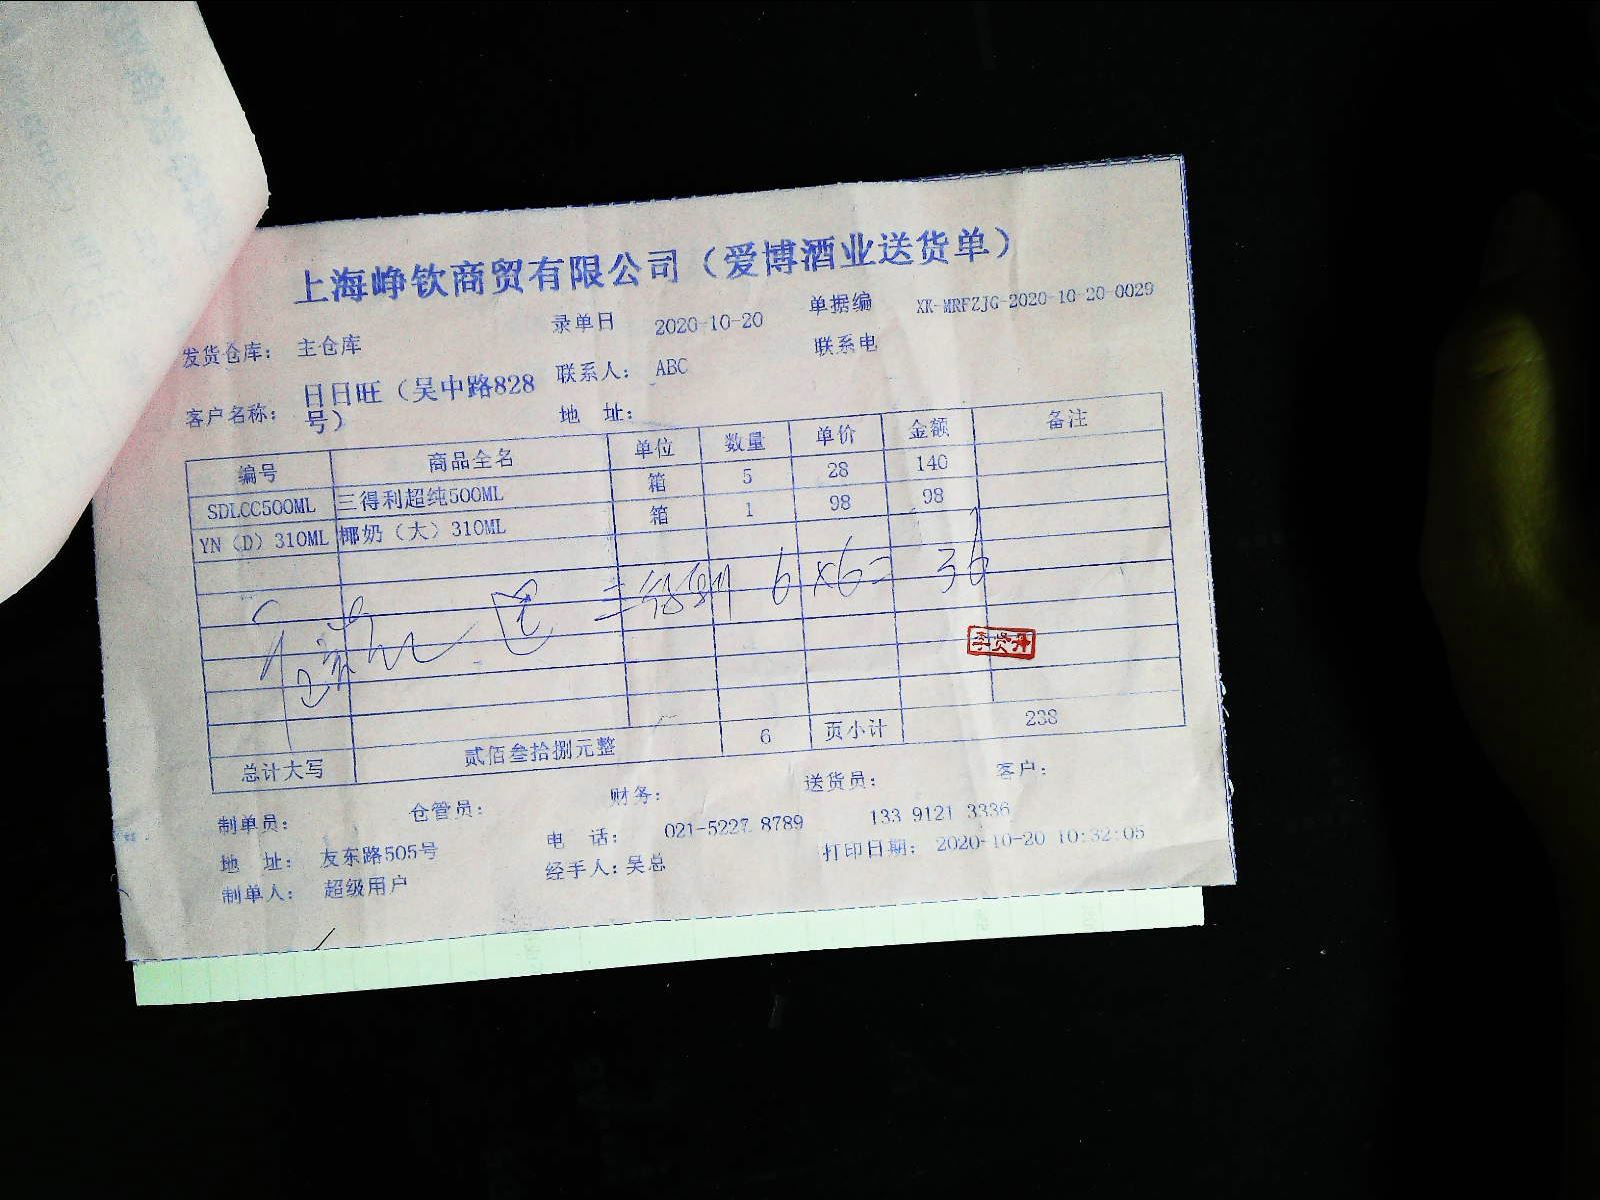 上海峥钦商贸有限公司（爱博酒业送货单）
发货仓库： 主仓库 录单日 2020-10-20 单据编 XK-MRFZJG-2020-10-20-0029
客户名称： 日日旺（吴中路828号） 联系人： ABC 联系电
地 址：
编号 商品全名 单位 数量 单价 金额 备注
SDLCC500ML 三得利超纯500ML 箱 5 28 140
YN（D）310ML 椰奶（大）310ML 箱 1 98 98
6×6= 36
总计大写 贰佰叁拾捌元整 6 页小计 238
制单员： 仓管员： 财务： 送货员： 客户：
地 址： 友东路505号 电 话： 021-5227 8789 133 9121 3336
制单人： 超级用户 经手人：吴总 打印日期： 2020-10-20 10:32:05